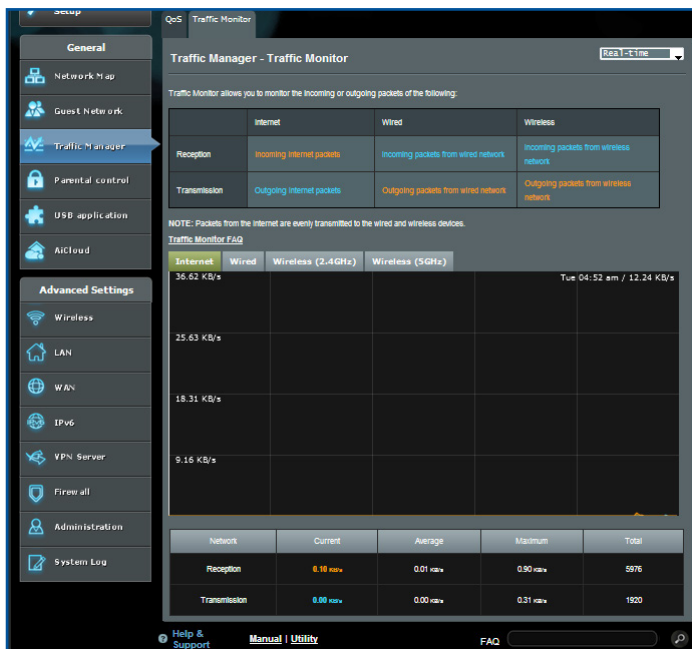 Setup
QoS Traffic Monitor
General
Network Map
Guest Network
Traffic Manager
Parental control
USB application
AiCloud
Advanced Settings
Wireless
LAN
WAN
IPv6
VPN Server
Firewall
Administration
System Log
Traffic Manager - Traffic Monitor
Real-time
Traffic Monitor allows you to monitor the incoming or outgoing packets of the following:
Internet Wired Wireless
Reception Incoming Internet packets Incoming packets from wired network Incoming packets from wireless network
Transmission Outgoing Internet packets Outgoing packets from wired network Outgoing packets from wireless network
NOTE: Packets from the Internet are evenly transmitted to the wired and wireless devices.
Traffic Monitor FAQ
Internet Wired Wireless (2.4GHz) Wireless (5GHz)
36.62 KB/s Tue 04:52 am / 12.24 KB/s
25.63 KB/s
18.31 KB/s
9.16 KB/s
Network Current Average Maximum Total
Reception 0.10 KB/s 0.01 KB/s 0.90 KB/s 5976
Transmission 0.00 KB/s 0.00 KB/s 0.31 KB/s 1920
Help & Support Manual | Utility FAQ